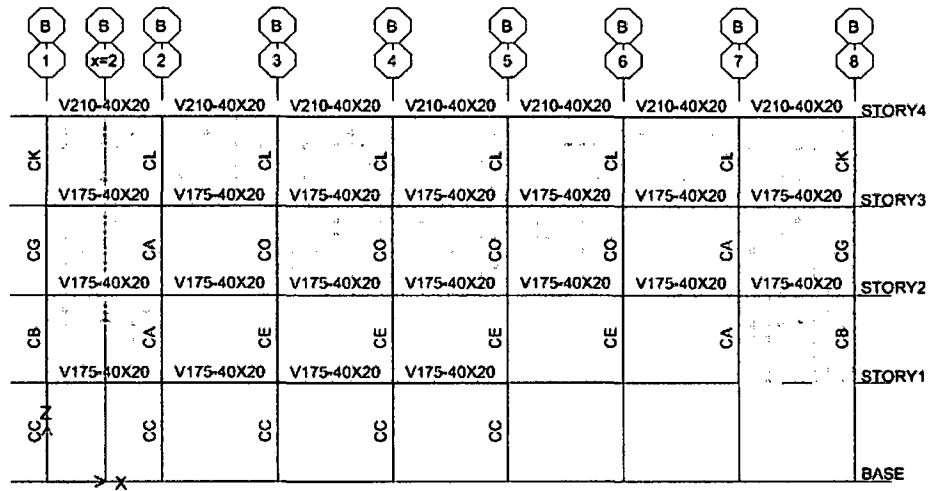 B B B B B B B B B
1 x=2 2 3 4 5 6 7 8
V210-40X20 V210-40X20 V210-40X20 V210-40X20 V210-40X20 V210-40X20 V210-40X20 STORY4
CK CL CL CL CL CL CL CK
V175-40X20 V175-40X20 V175-40X20 V175-40X20 V175-40X20 V175-40X20 V175-40X20 STORY3
CG CA CO CO CO CO CA CG
V175-40X20 V175-40X20 V175-40X20 V175-40X20 V175-40X20 V175-40X20 V175-40X20 STORY2
CB CA CE CE CE CE CA CB
V175-40X20 V175-40X20 V175-40X20 V175-40X20 STORY1
Z
CC CC CC CC CC
X
BASE